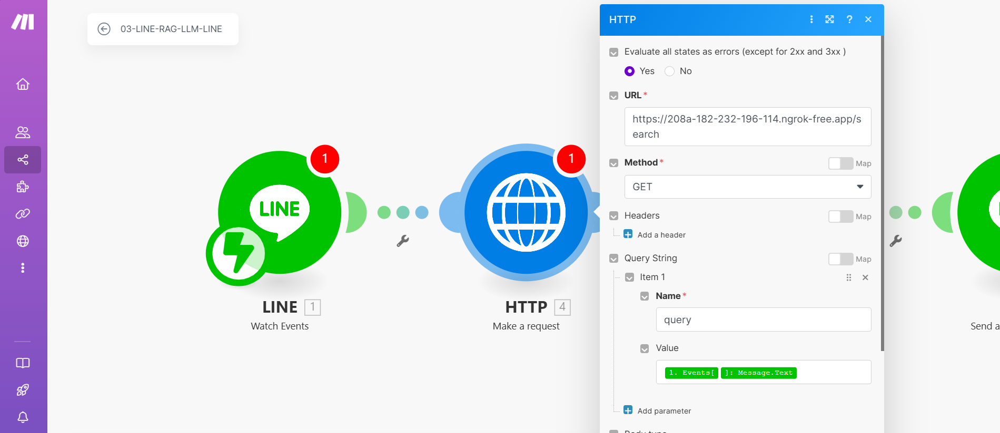 03-LINE-RAG-LLM-LINE
LINE
1
LINE 1
Watch Events
1
HTTP 4
Make a request
HTTP
Evaluate all states as errors (except for 2xx and 3xx )
Yes No
URL *
https://208a-182-232-196-114.ngrok-free.app/s
earch
Method * Map
GET
Headers Map
Add a header
Query String Map
Item 1
Name *
query
Value
1. Events[ ]: Message.Text
Add parameter
Send a